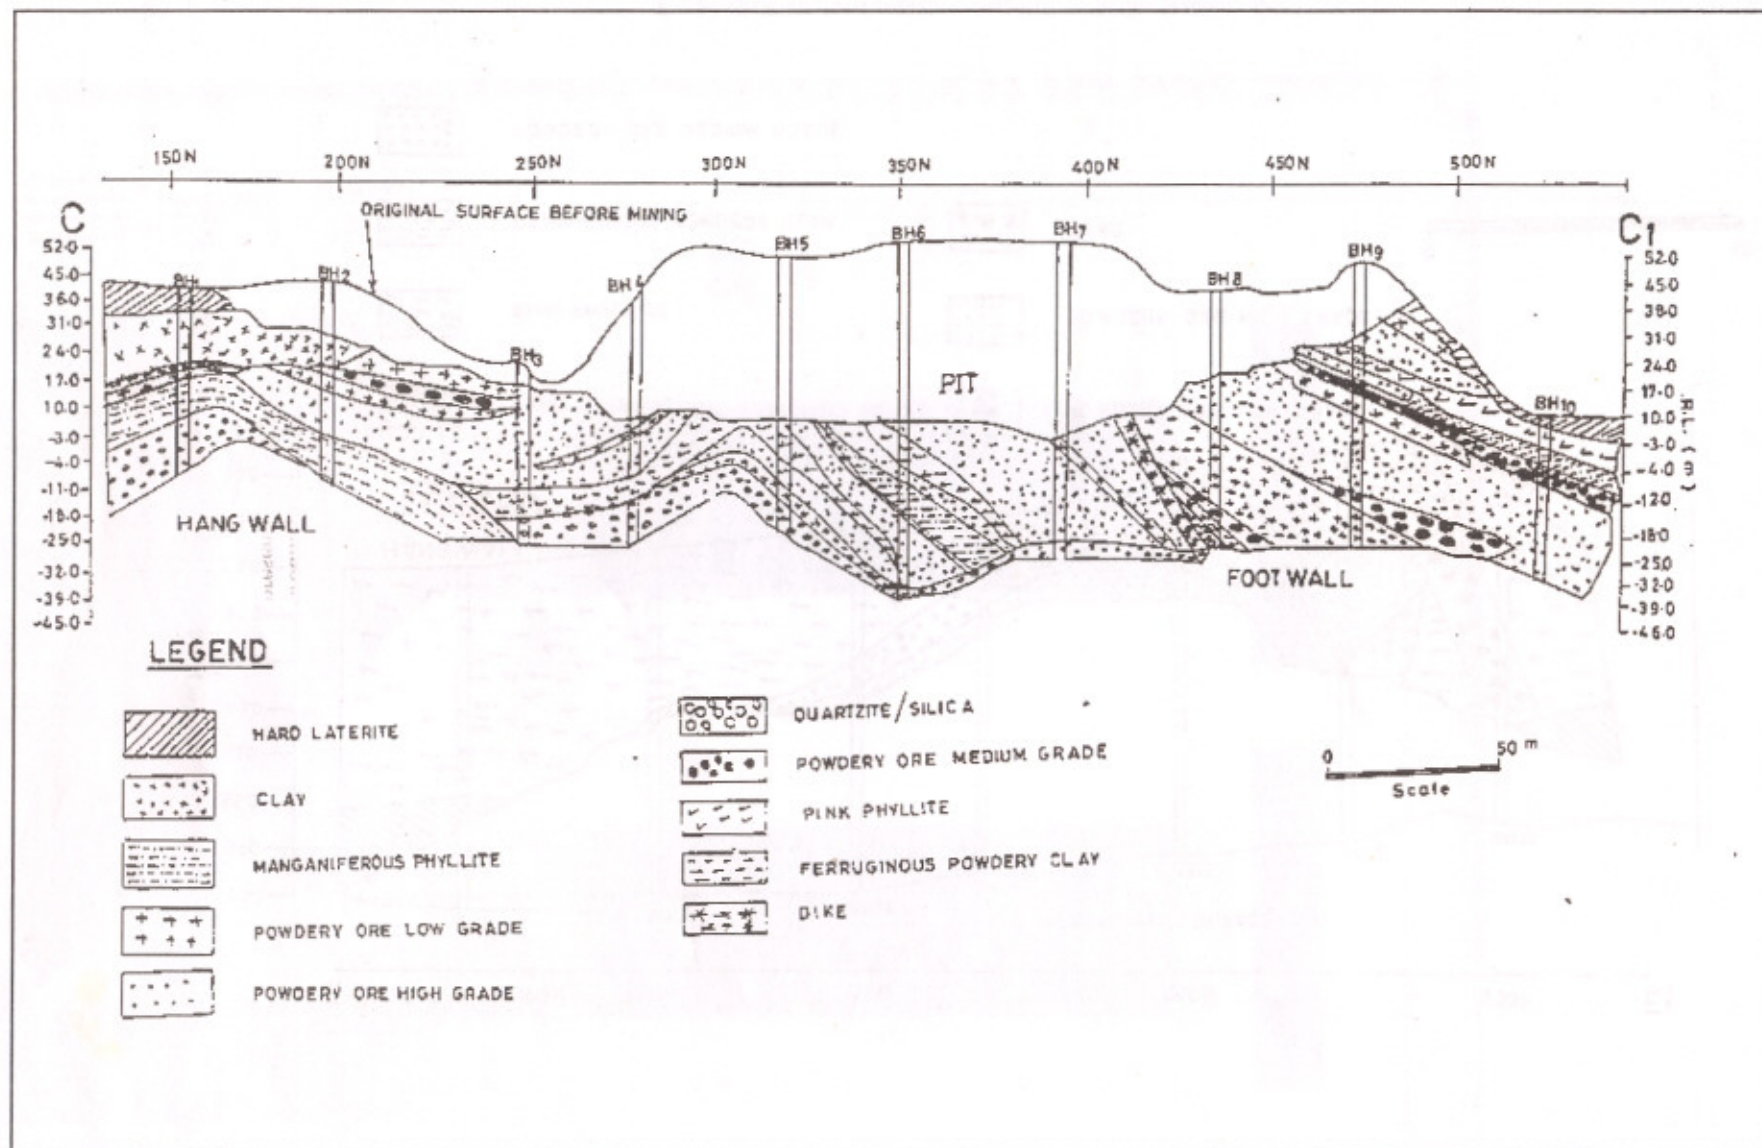 150N 200N 250N 300N 350N 400N 450N 500N
ORIGINAL SURFACE BEFORE MINING
C
C1
52.0
45.0
36.0
31.0
24.0
17.0
10.0
-3.0
-4.0
-11.0
-18.0
-25.0
-32.0
-39.0
-45.0
BH2
BH3
BH4
BH5
BH6
BH7
BH8
BH9
BH10
PIT
52.0
45.0
38.0
31.0
24.0
17.0
10.0
-3.0
-4.0
-12.0
-18.0
-25.0
-32.0
-39.0
-46.0
R.L. (m)
HANG WALL
FOOT WALL
LEGEND
HARD LATERITE
CLAY
MANGANIFEROUS PHYLLITE
POWDERY ORE LOW GRADE
POWDERY ORE HIGH GRADE
QUARTZITE/SILICA
POWDERY ORE MEDIUM GRADE
PINK PHYLLITE
FERRUGINOUS POWDERY CLAY
DIKE
0 50 m
Scale